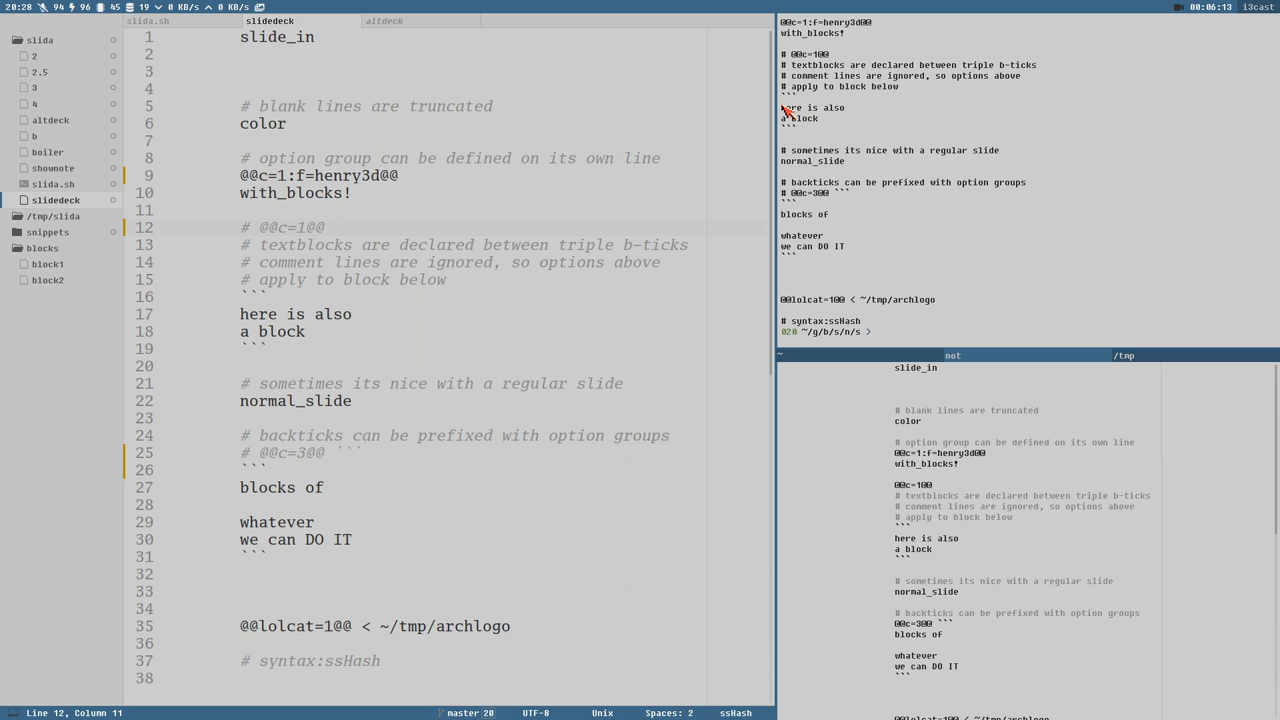 20:28 94 96 45 19 0 KB/s 0 KB/s
00:06:13 i3cast
slida.sh slidedeck altdeck
slida
2
2.5
3
4
altdeck
b
boiler
shownote
slida.sh
slidedeck
/tmp/slida
snippets
blocks
block1
block2
1 slide_in
2
3
4
5 # blank lines are truncated
6 color
7
8 # option group can be defined on its own line
9 @@c=1:f=henry3d@@
10 with_blocks!
11
12 # @@c=1@@
13 # textblocks are declared between triple b-ticks
14 # comment lines are ignored, so options above
15 # apply to block below
16 ```
17 here is also
18 a block
19 ```
20
21 # sometimes its nice with a regular slide
22 normal_slide
23
24 # backticks can be prefixed with option groups
25 # @@c=3@@ ```
26 ```
27 blocks of
28
29 whatever
30 we can DO IT
31 ```
32
33
34
35 @@lolcat=1@@ < ~/tmp/archlogo
36
37 # syntax:ssHash
38
@@c=1:f=henry3d@@
with_blocks!
# @@c=1@@
# textblocks are declared between triple b-ticks
# comment lines are ignored, so options above
# apply to block below
```
here is also
a block
```
# sometimes its nice with a regular slide
normal_slide
# backticks can be prefixed with option groups
# @@c=3@@ ```
```
blocks of
whatever
we can DO IT
```
@@lolcat=1@@ < ~/tmp/archlogo
# syntax:ssHash
020 ~/g/b/s/n/s >
~ not /tmp
slide_in
# blank lines are truncated
color
# option group can be defined on its own line
@@c=1:f=henry3d@@
with_blocks!
@@c=1@@
# textblocks are declared between triple b-ticks
# comment lines are ignored, so options above
# apply to block below
```
here is also
a block
```
# sometimes its nice with a regular slide
normal_slide
# backticks can be prefixed with option groups
@@c=3@@ ```
blocks of
whatever
we can DO IT
```
@@lolcat=1@@ < ~/tmp/archlogo
Line 12, Column 11 master 20 UTF-8 Unix Spaces: 2 ssHash